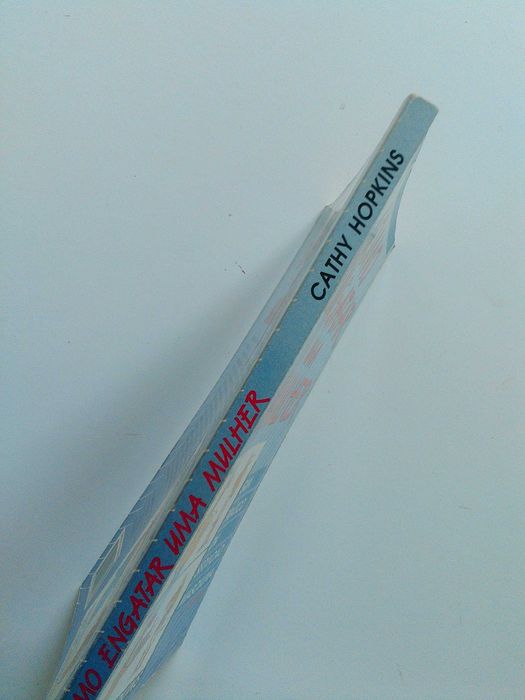 CATHY HOPKINS
MO ENGATAR UMA MULHER